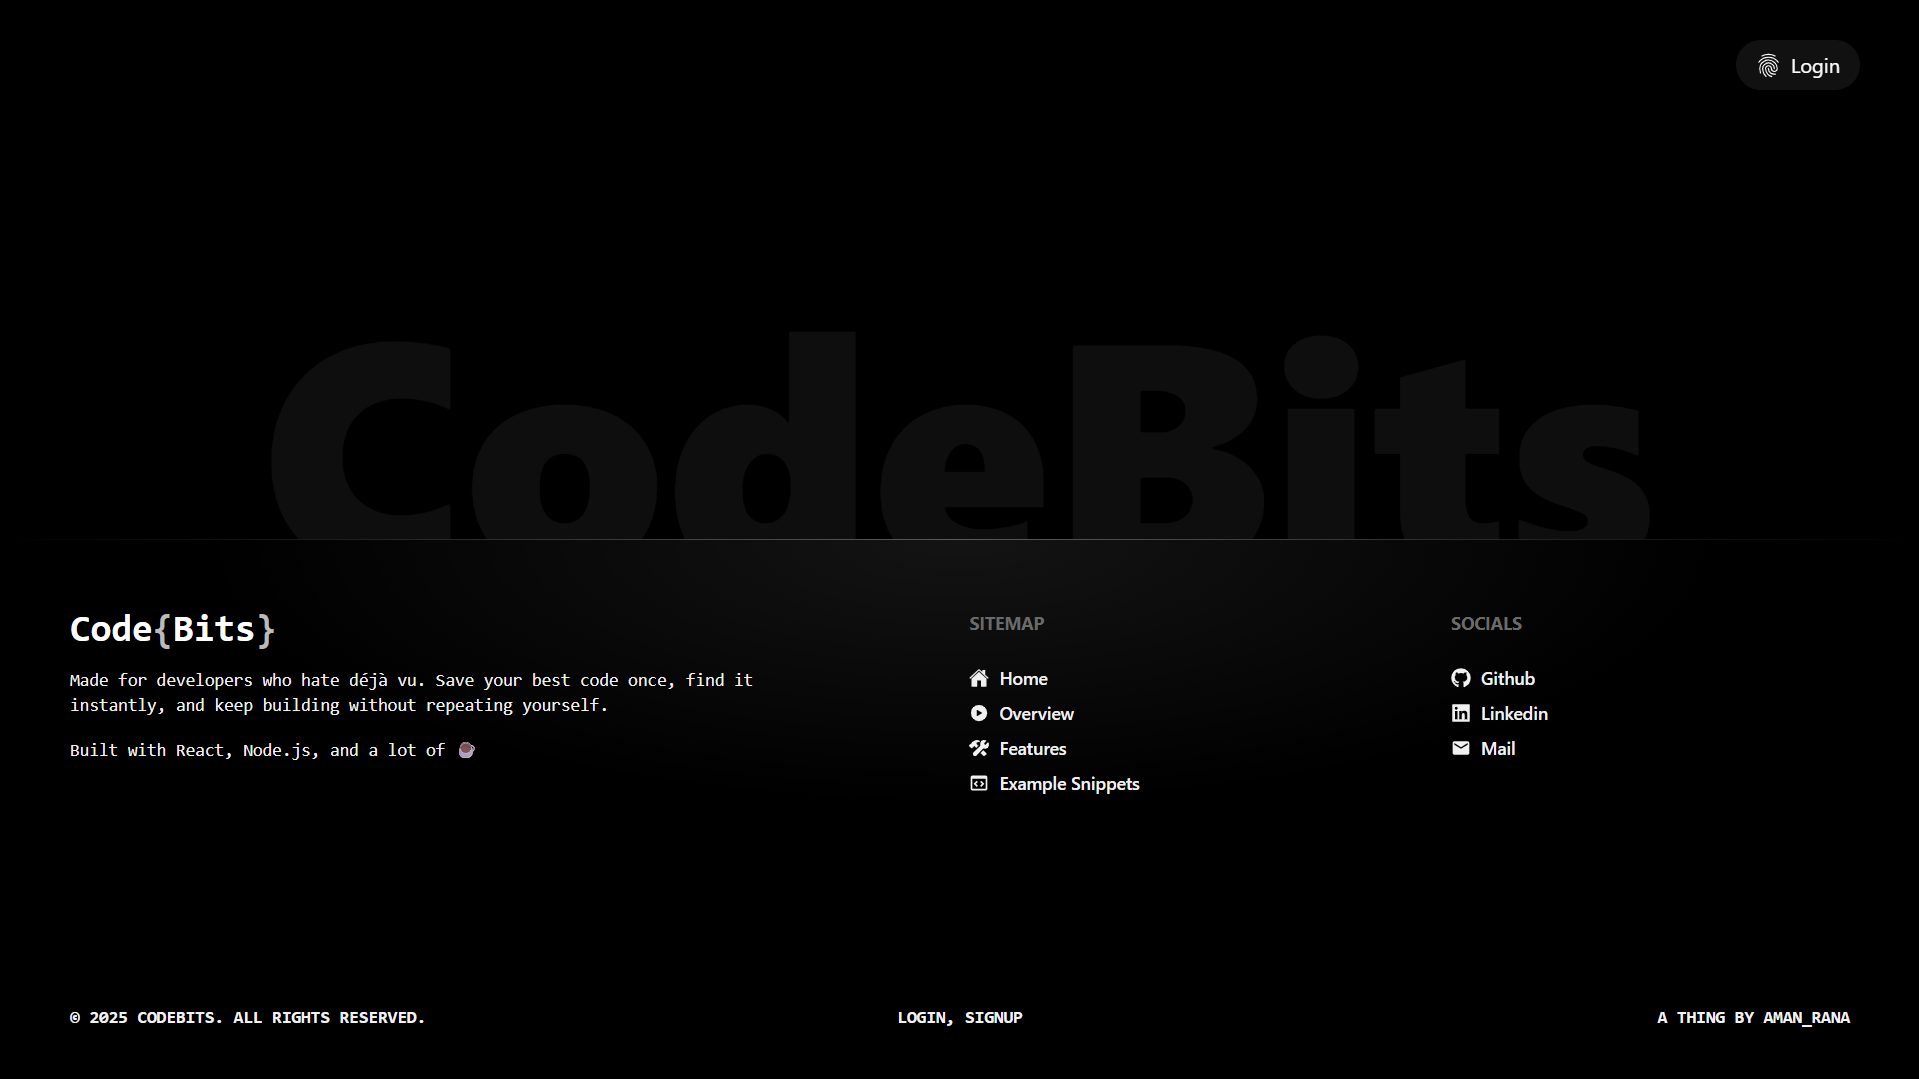 Login
CodeBits
Code{Bits}
Made for developers who hate déjà vu. Save your best code once, find it
instantly, and keep building without repeating yourself.
Built with React, Node.js, and a lot of
SITEMAP
Home
Overview
Features
Example Snippets
SOCIALS
Github
Linkedin
Mail
© 2025 CODEBITS. ALL RIGHTS RESERVED.
LOGIN, SIGNUP
A THING BY AMAN_RANA